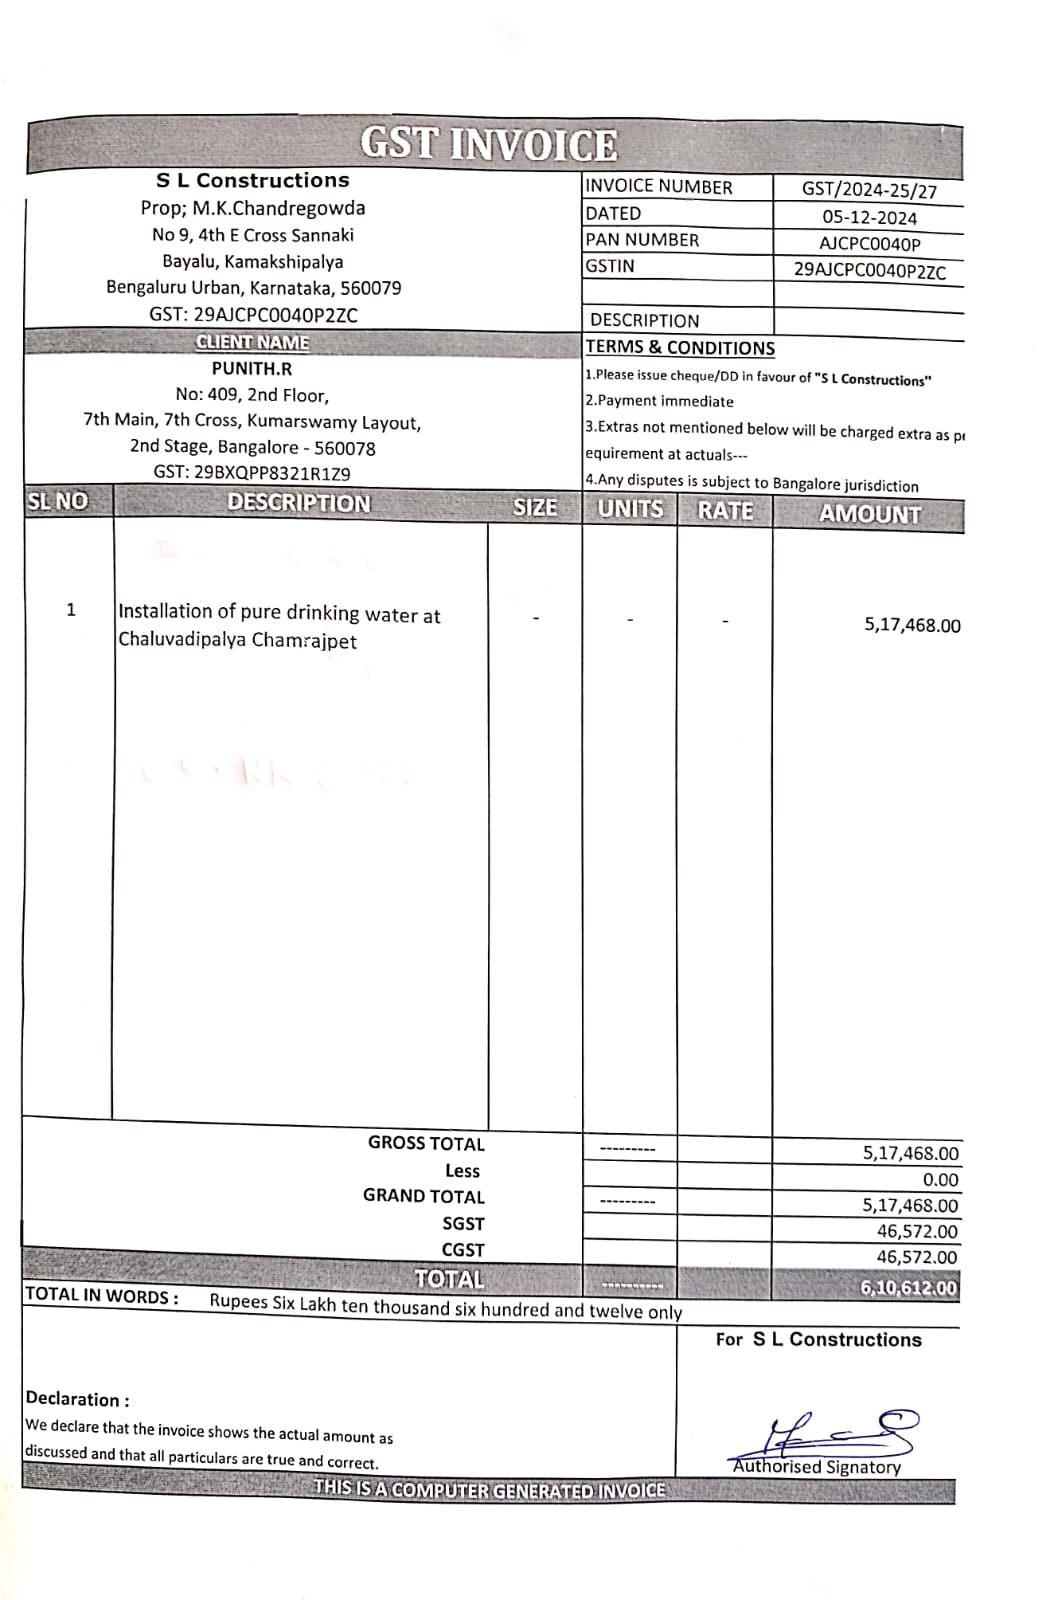 GST INVOICE
S L Constructions
Prop; M.K.Chandregowda
No 9, 4th E Cross Sannaki
Bayalu, Kamakshipalya
Bengaluru Urban, Karnataka, 560079
GST: 29AJCPC0040P2ZC
INVOICE NUMBER GST/2024-25/27
DATED 05-12-2024
PAN NUMBER AJCPC0040P
GSTIN 29AJCPC0040P2ZC
DESCRIPTION
CLIENT NAME
PUNITH.R
No: 409, 2nd Floor,
7th Main, 7th Cross, Kumarswamy Layout,
2nd Stage, Bangalore - 560078
GST: 29BXQPP8321R1Z9
TERMS & CONDITIONS
1.Please issue cheque/DD in favour of "S L Constructions"
2.Payment immediate
3.Extras not mentioned below will be charged extra as
equirement at actuals---
4.Any disputes is subject to Bangalore jurisdiction
SL NO DESCRIPTION SIZE UNITS RATE AMOUNT
1 Installation of pure drinking water at - - - 5,17,468.00
Chaluvadipalya Chamrajpet
GROSS TOTAL --------- 5,17,468.00
Less 0.00
GRAND TOTAL --------- 5,17,468.00
SGST 46,572.00
CGST 46,572.00
TOTAL ---------- 6,10,612.00
TOTAL IN WORDS : Rupees Six Lakh ten thousand six hundred and twelve only
For S L Constructions
Declaration :
We declare that the invoice shows the actual amount as
discussed and that all particulars are true and correct.
Authorised Signatory
THIS IS A COMPUTER GENERATED INVOICE